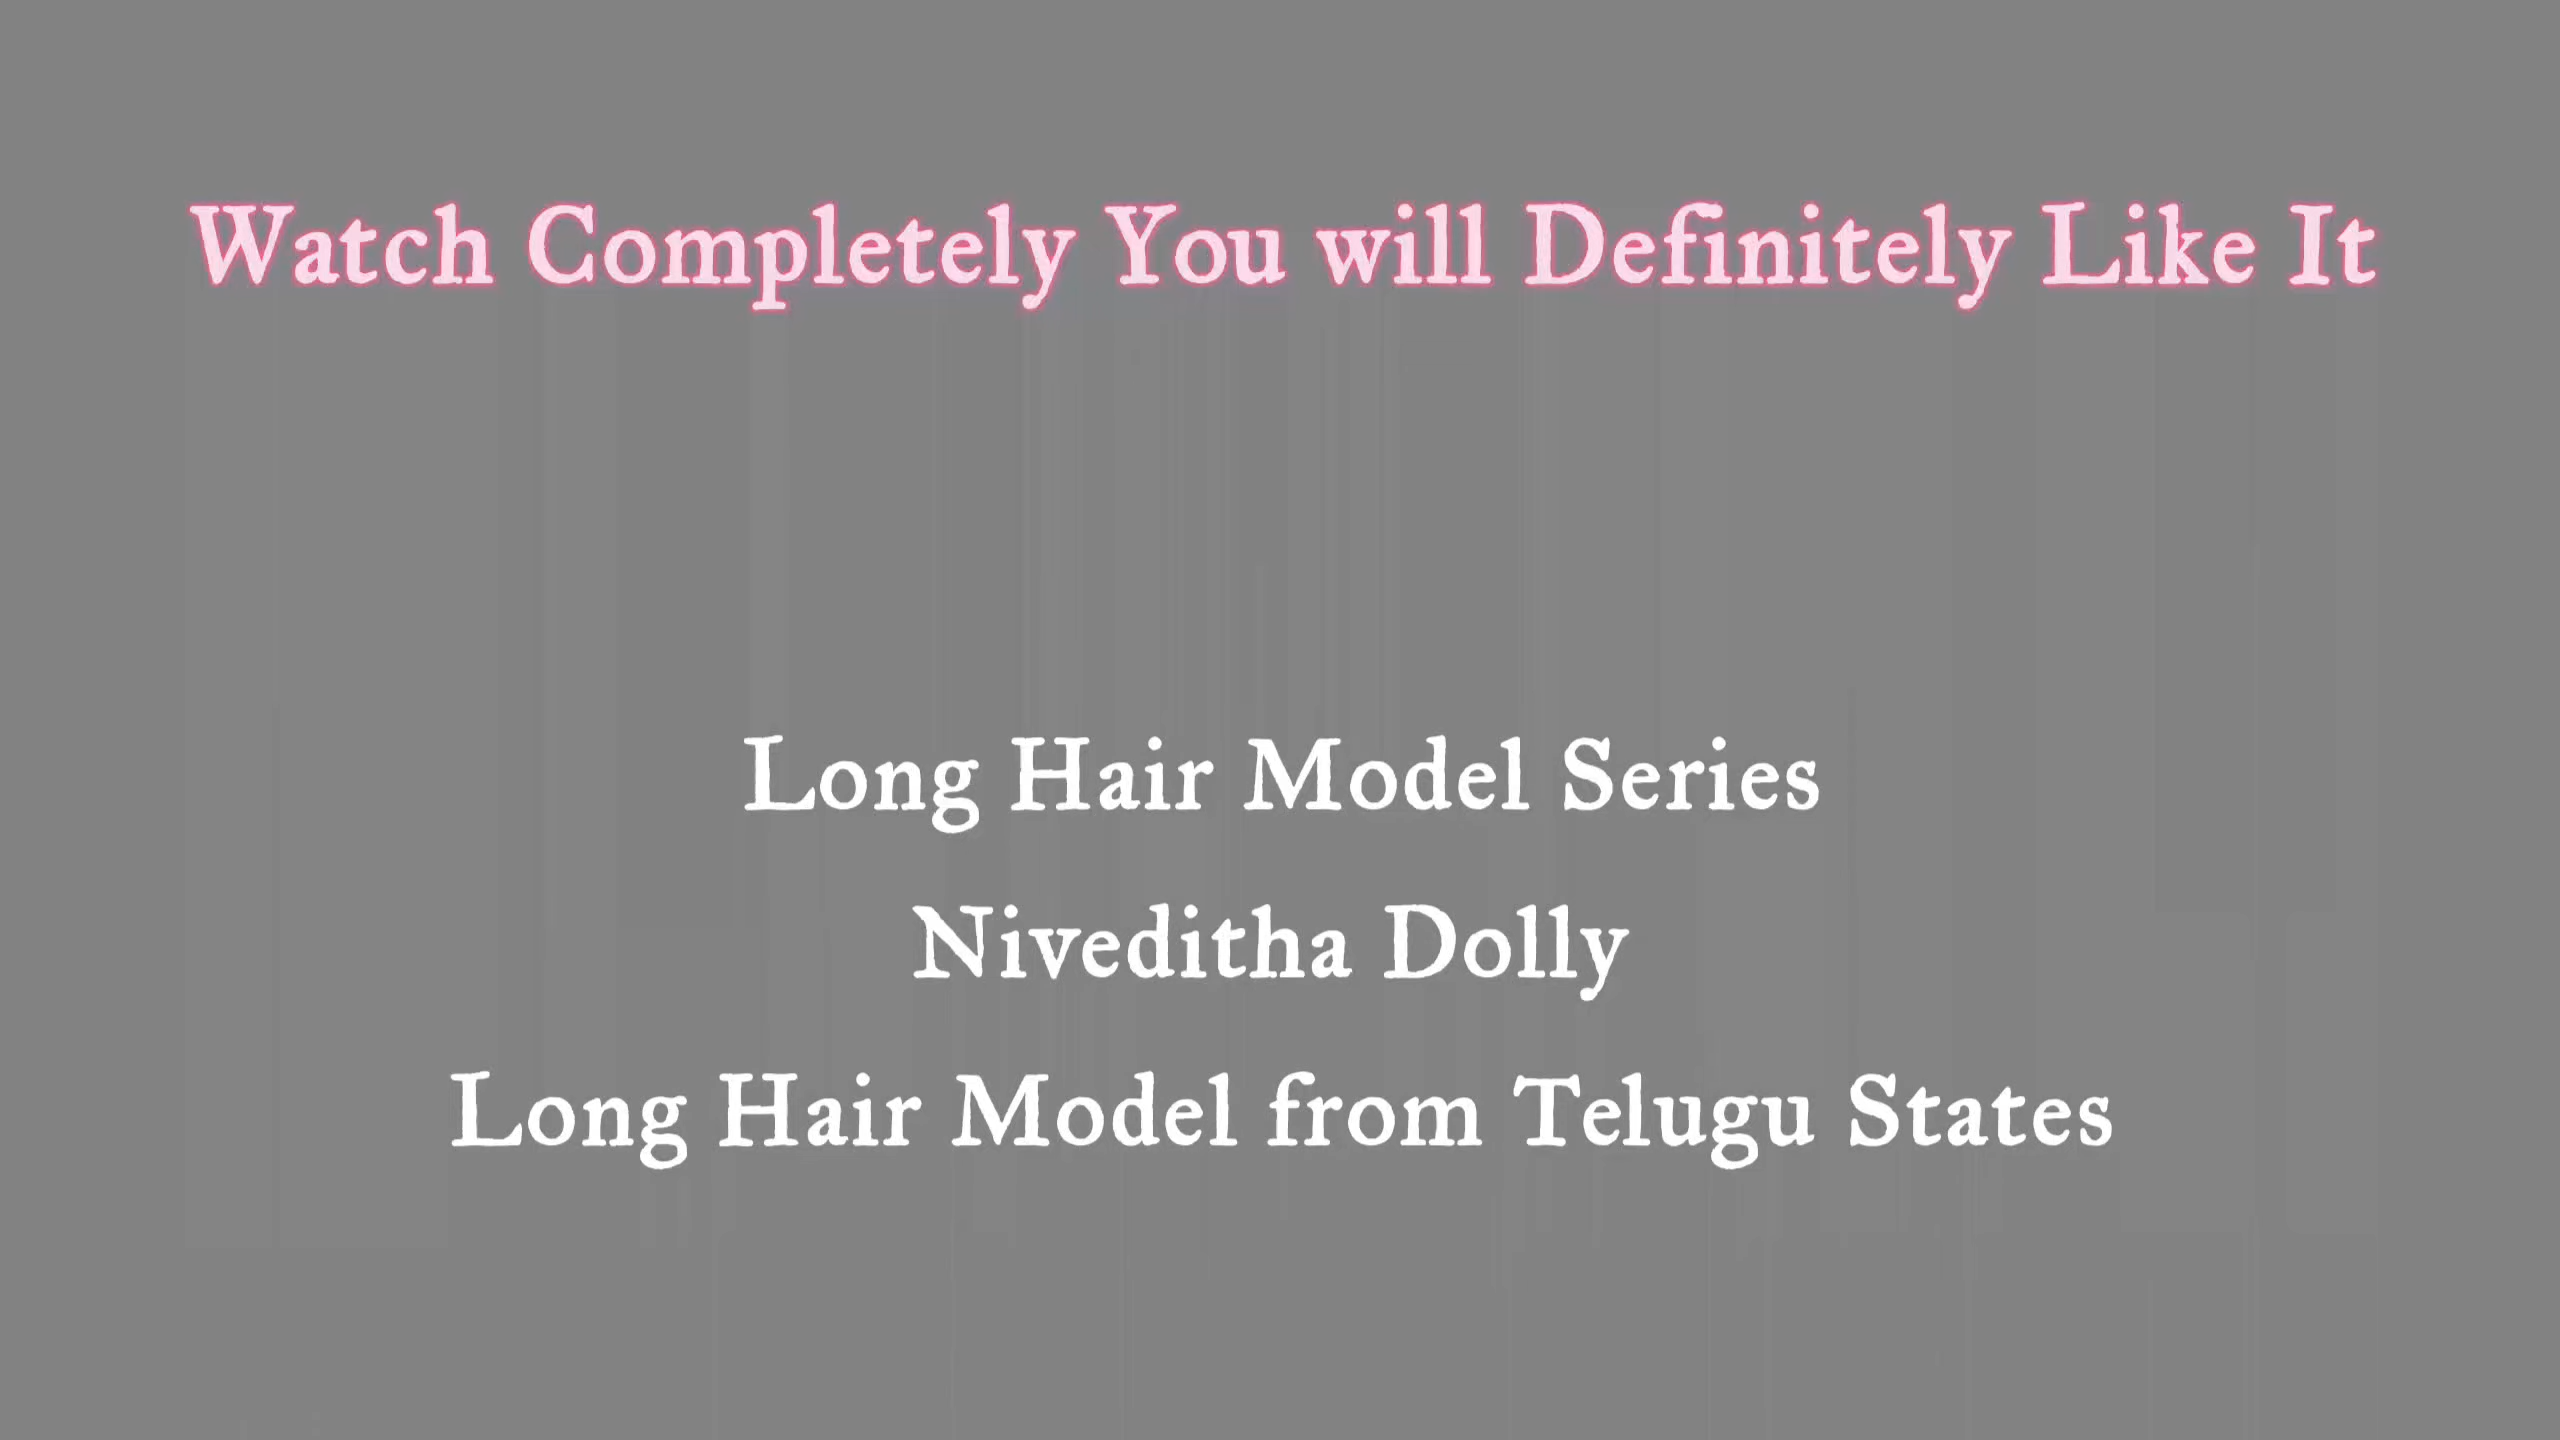 Watch Completely You will Definitely Like It
Long Hair Model Series
Niveditha Dolly
Long Hair Model from Telugu States